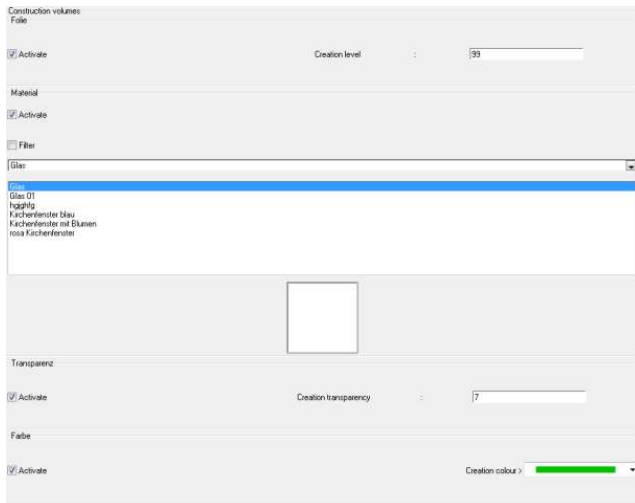 Construction volumes
Folie
Activate Creation level : 99
Material
Activate
Filter
Glas
Glas
Glas 01
hgjghfg
Kirchenfenster blau
Kirchenfenster mit Blumen
rosa Kirchenfenster
Transparenz
Activate Creation transparency : 7
Farbe
Activate Creation colour >